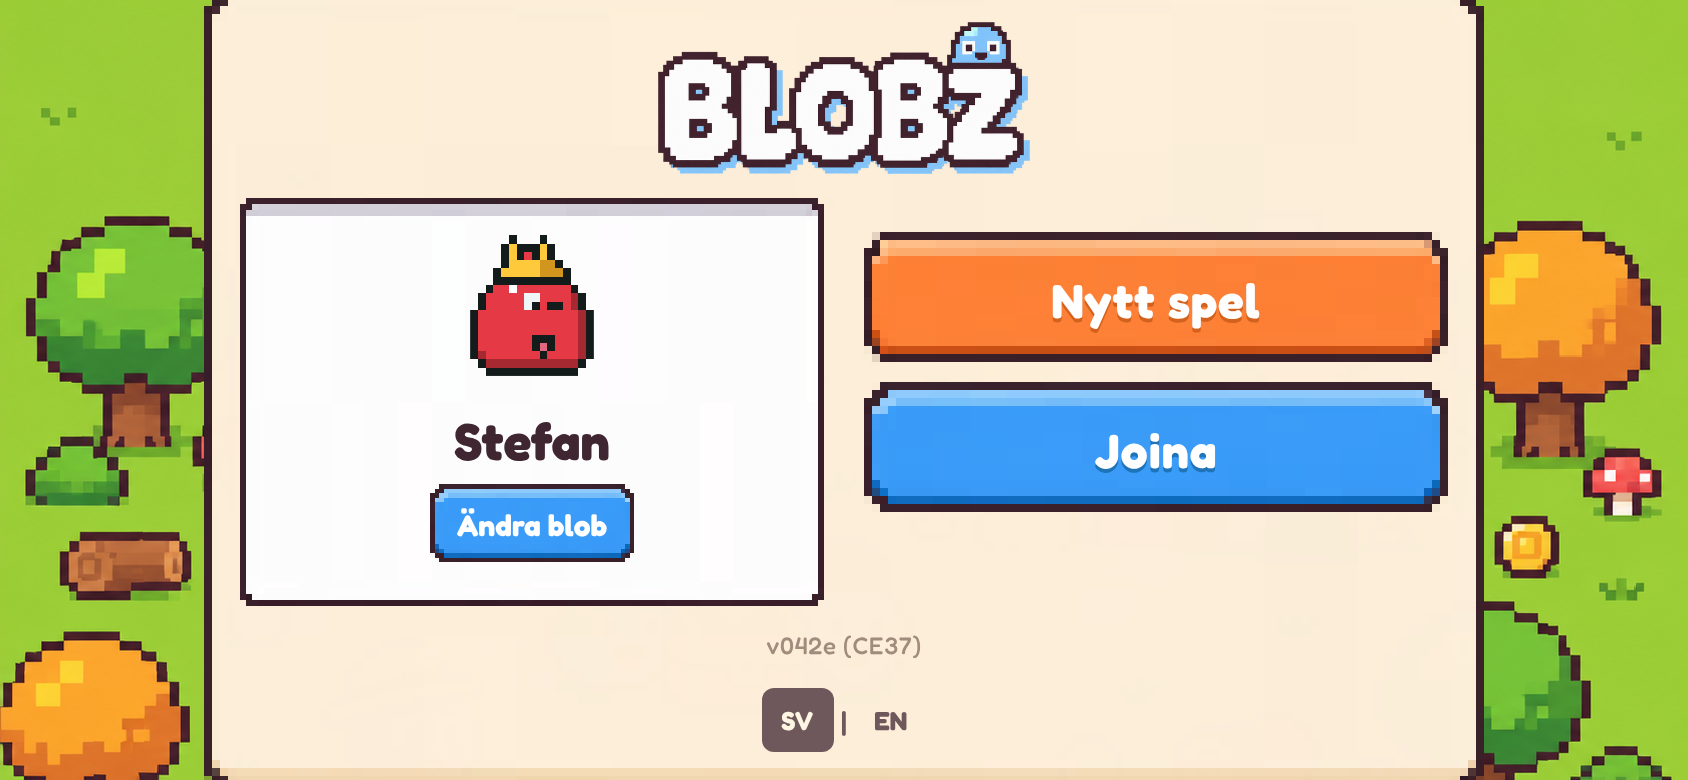 BLOBZ
Stefan
Ändra blob
Nytt spel
Joina
v042e (CE37)
SV | EN